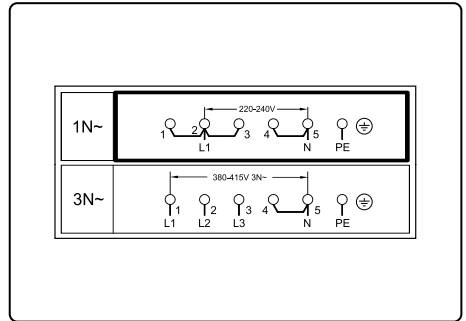 220-240V
1N~ 1 2 3 4 5
L1 N PE
380-415V 3N~
3N~ 1 2 3 4 5
L1 L2 L3 N PE